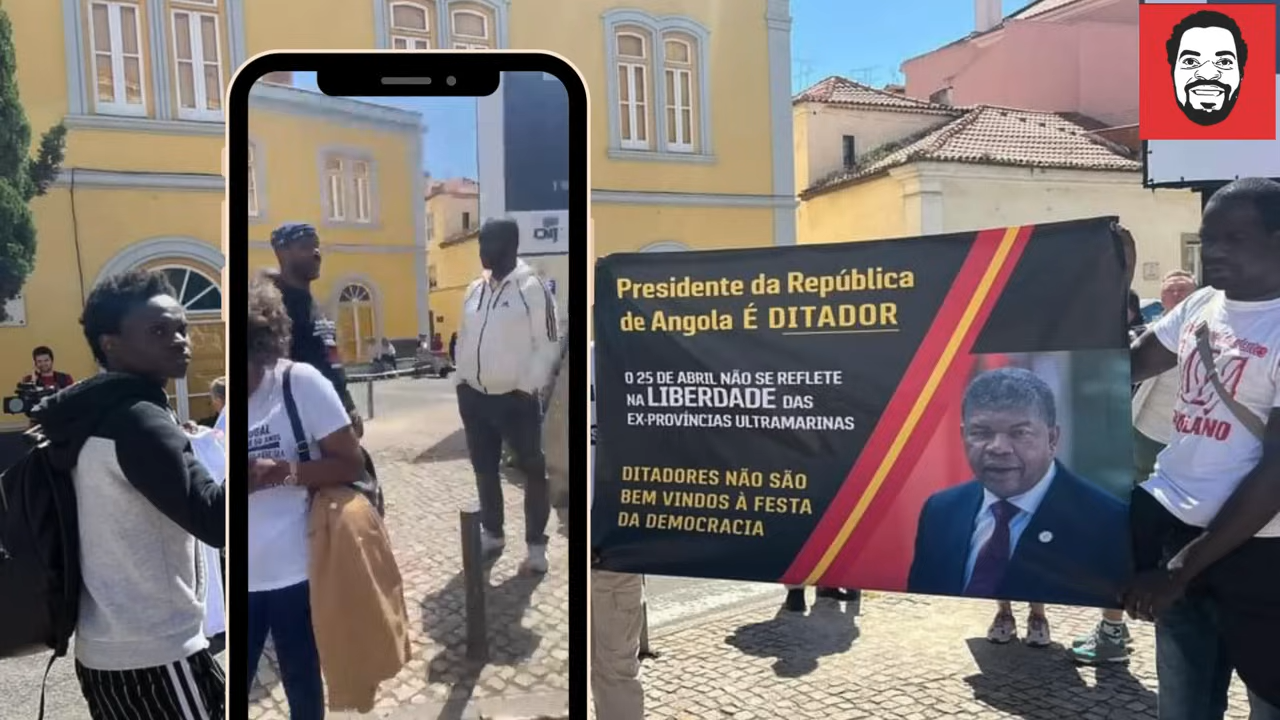 Presidente da República
de Angola É DITADOR
O 25 DE ABRIL NÃO SE REFLETE
NA LIBERDADE DAS
EX-PROVÍNCIAS ULTRAMARINAS
DITADORES NÃO SÃO
BEM VINDOS À FESTA
DA DEMOCRACIA
CNJ